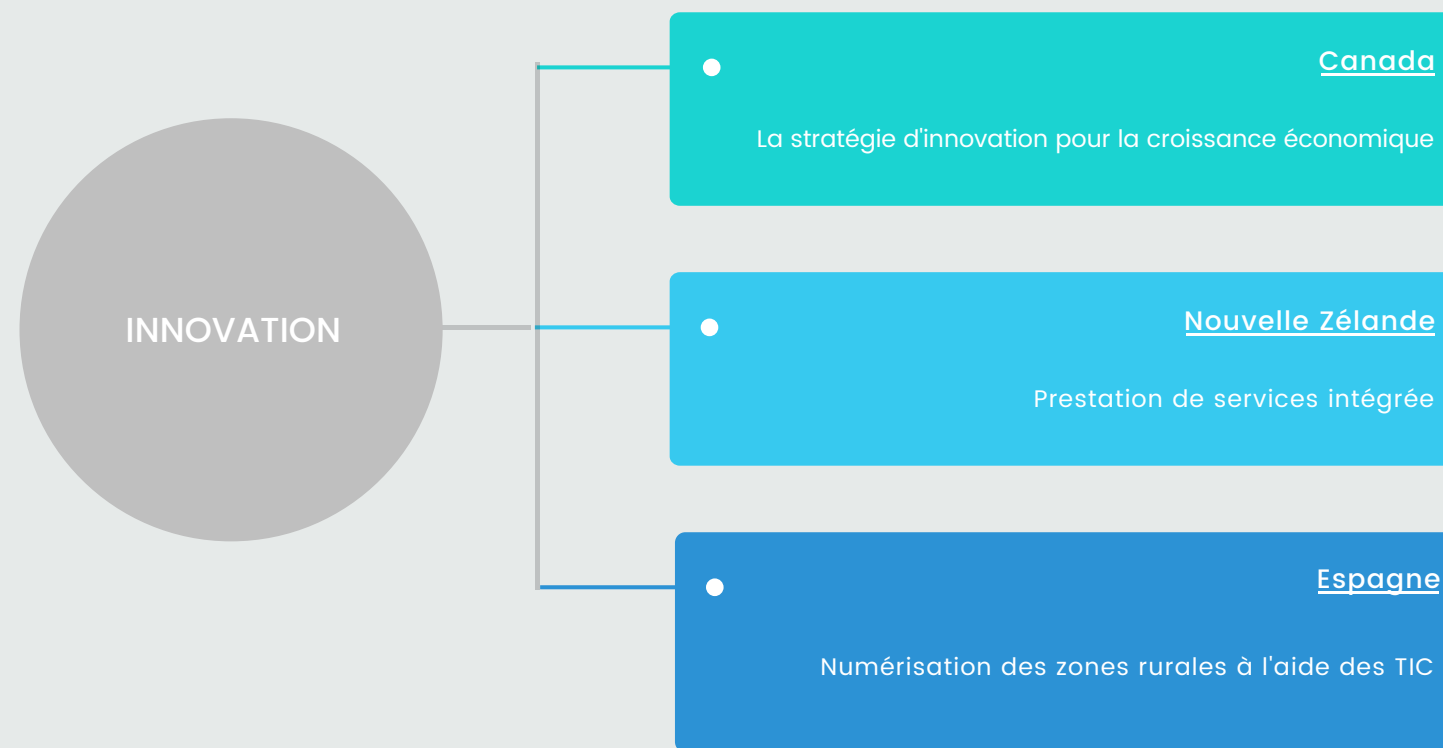 INNOVATION
Canada
La stratégie d'innovation pour la croissance économique
Nouvelle Zélande
Prestation de services intégrée
Espagne
Numérisation des zones rurales à l'aide des TIC